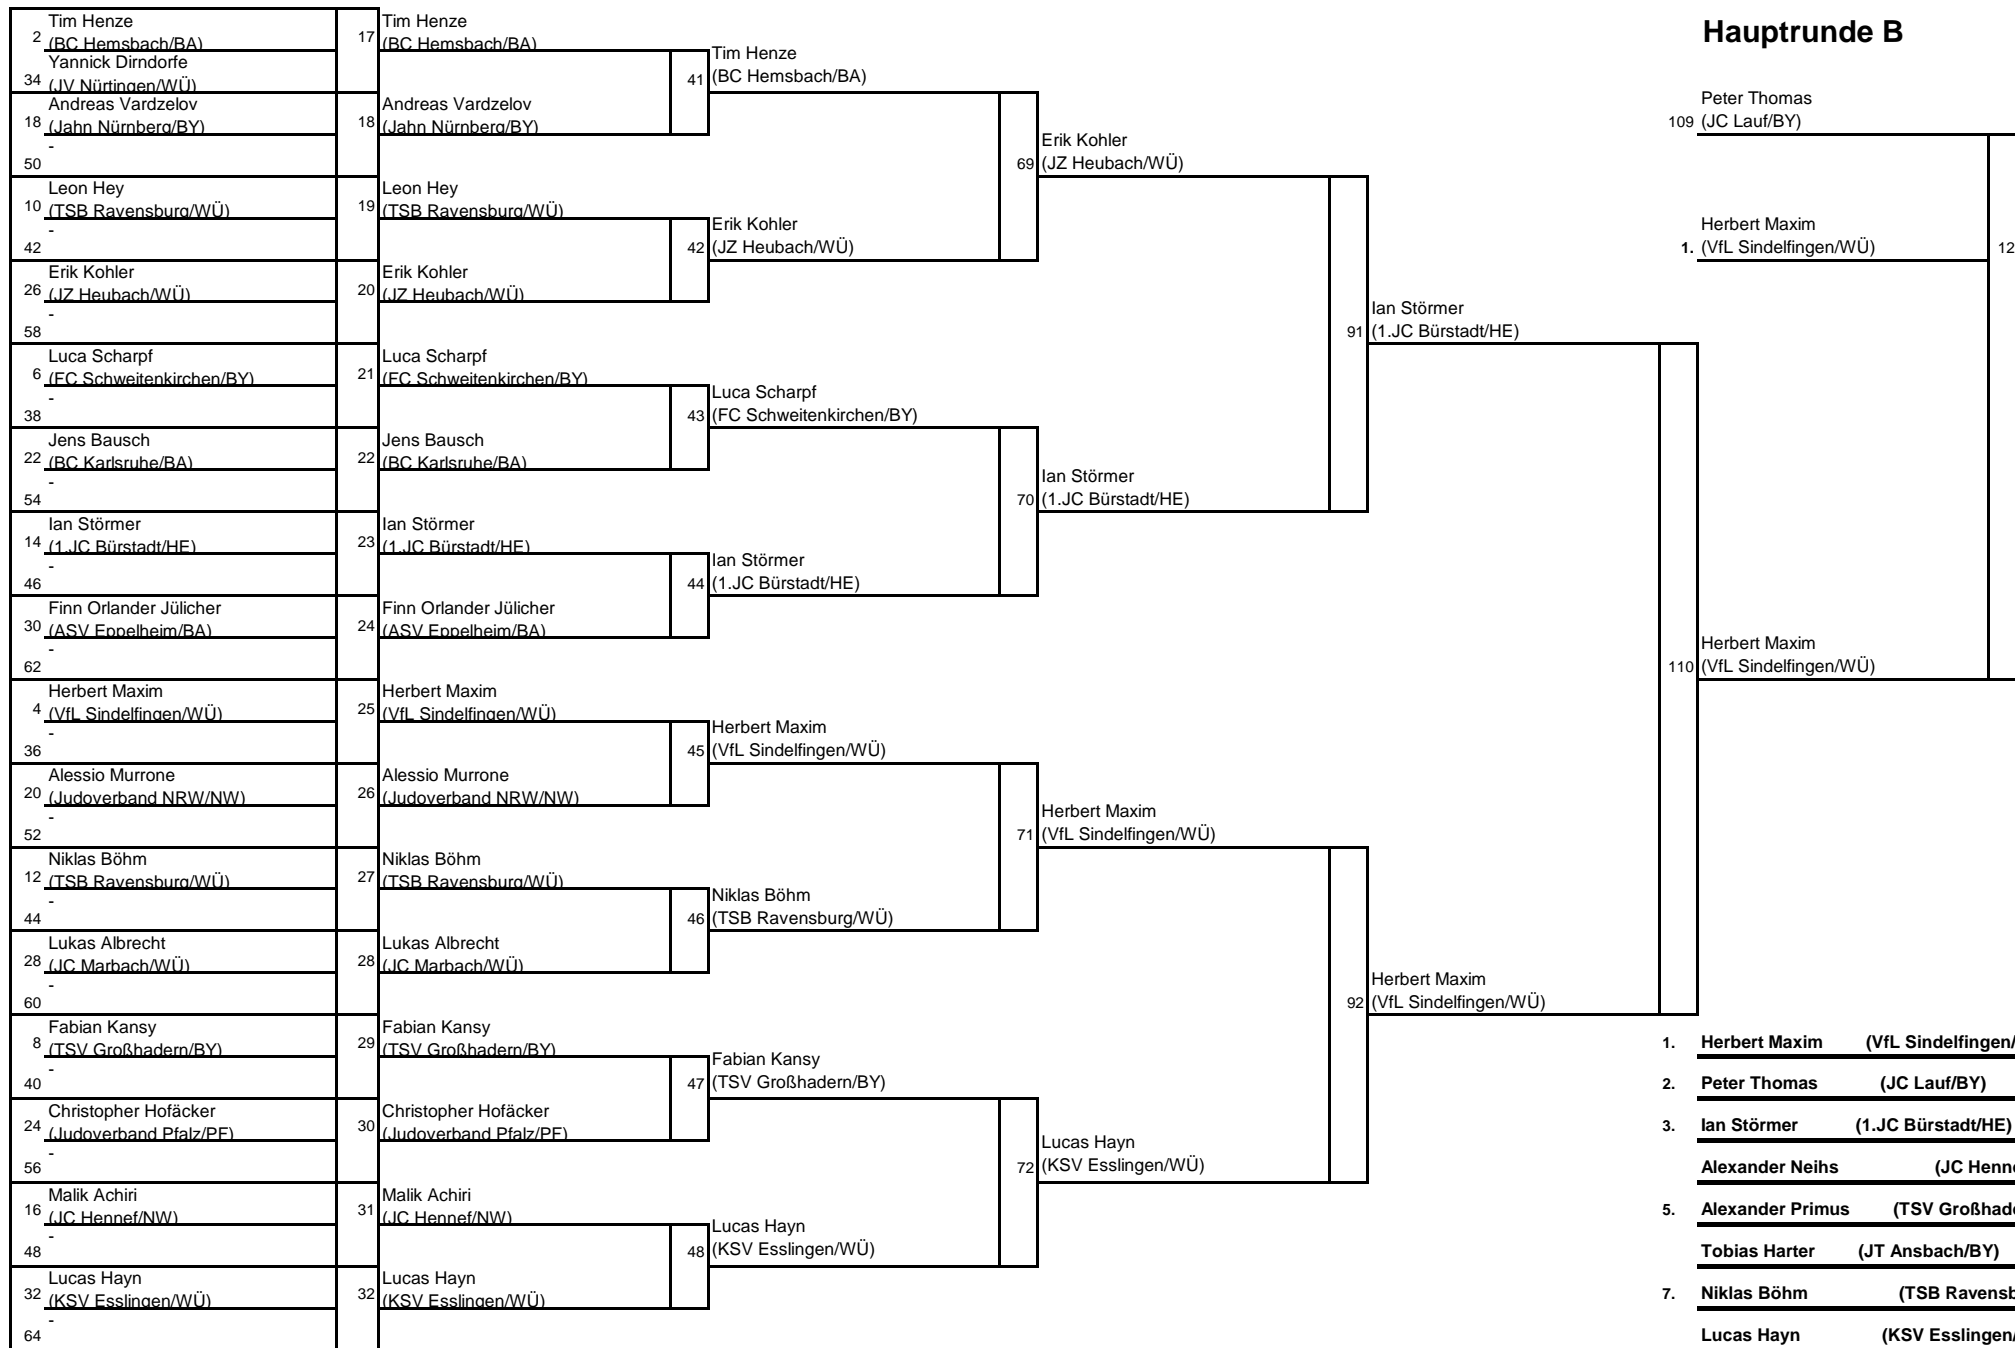 Hauptrunde B
Tim Henze
2 (BC Hemsbach/BA)
Yannick Dirndorfe
34 (JV Nürtingen/WÜ)
Andreas Vardzelov
18 (Jahn Nürnberg/BY)
-
50
Leon Hey
10 (TSB Ravensburg/WÜ)
-
42
Erik Kohler
26 (JZ Heubach/WÜ)
-
58
Luca Scharpf
6 (FC Schweitenkirchen/BY)
-
38
Jens Bausch
22 (BC Karlsruhe/BA)
-
54
Ian Störmer
14 (1.JC Bürstadt/HE)
-
46
Finn Orlander Jülicher
30 (ASV Eppelheim/BA)
-
62
Herbert Maxim
4 (VfL Sindelfingen/WÜ)
-
36
Alessio Murrone
20 (Judoverband NRW/NW)
-
52
Niklas Böhm
12 (TSB Ravensburg/WÜ)
-
44
Lukas Albrecht
28 (JC Marbach/WÜ)
-
60
Fabian Kansy
8 (TSV Großhadern/BY)
-
40
Christopher Hofäcker
24 (Judoverband Pfalz/PF)
-
56
Malik Achiri
16 (JC Hennef/NW)
-
48
Lucas Hayn
32 (KSV Esslingen/WÜ)
-
64
Tim Henze
17 (BC Hemsbach/BA)
Andreas Vardzelov
18 (Jahn Nürnberg/BY)
Leon Hey
19 (TSB Ravensburg/WÜ)
Erik Kohler
20 (JZ Heubach/WÜ)
Luca Scharpf
21 (FC Schweitenkirchen/BY)
Jens Bausch
22 (BC Karlsruhe/BA)
Ian Störmer
23 (1.JC Bürstadt/HE)
Finn Orlander Jülicher
24 (ASV Eppelheim/BA)
Herbert Maxim
25 (VfL Sindelfingen/WÜ)
Alessio Murrone
26 (Judoverband NRW/NW)
Niklas Böhm
27 (TSB Ravensburg/WÜ)
Lukas Albrecht
28 (JC Marbach/WÜ)
Fabian Kansy
29 (TSV Großhadern/BY)
Christopher Hofäcker
30 (Judoverband Pfalz/PF)
Malik Achiri
31 (JC Hennef/NW)
Lucas Hayn
32 (KSV Esslingen/WÜ)
Tim Henze
41 (BC Hemsbach/BA)
Erik Kohler
42 (JZ Heubach/WÜ)
Luca Scharpf
43 (FC Schweitenkirchen/BY)
Ian Störmer
44 (1.JC Bürstadt/HE)
Herbert Maxim
45 (VfL Sindelfingen/WÜ)
Niklas Böhm
46 (TSB Ravensburg/WÜ)
Fabian Kansy
47 (TSV Großhadern/BY)
Lucas Hayn
48 (KSV Esslingen/WÜ)
Erik Kohler
69 (JZ Heubach/WÜ)
Ian Störmer
70 (1.JC Bürstadt/HE)
Herbert Maxim
71 (VfL Sindelfingen/WÜ)
Lucas Hayn
72 (KSV Esslingen/WÜ)
Ian Störmer
91 (1.JC Bürstadt/HE)
Herbert Maxim
92 (VfL Sindelfingen/WÜ)
Peter Thomas
109 (JC Lauf/BY)
Herbert Maxim
1. (VfL Sindelfingen/WÜ) 12
Herbert Maxim
110 (VfL Sindelfingen/WÜ)
1. Herbert Maxim (VfL Sindelfingen/
2. Peter Thomas (JC Lauf/BY)
3. Ian Störmer (1.JC Bürstadt/HE)
Alexander Neihs (JC Henn
5. Alexander Primus (TSV Großhad
Tobias Harter (JT Ansbach/BY)
7. Niklas Böhm (TSB Ravensb
Lucas Hayn (KSV Esslingen/